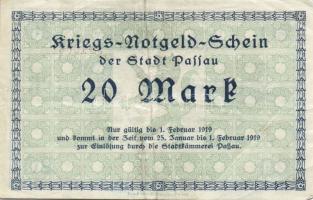 Kriegs-Notgeld-Schein
der Stadt Passau
20 Mark
Nur gültig bis 1. Februar 1919
und kommt in der Zeit vom 25. Januar bis 1. Februar 1919
zur Einlösung durch die Stadtkämmerei Passau.